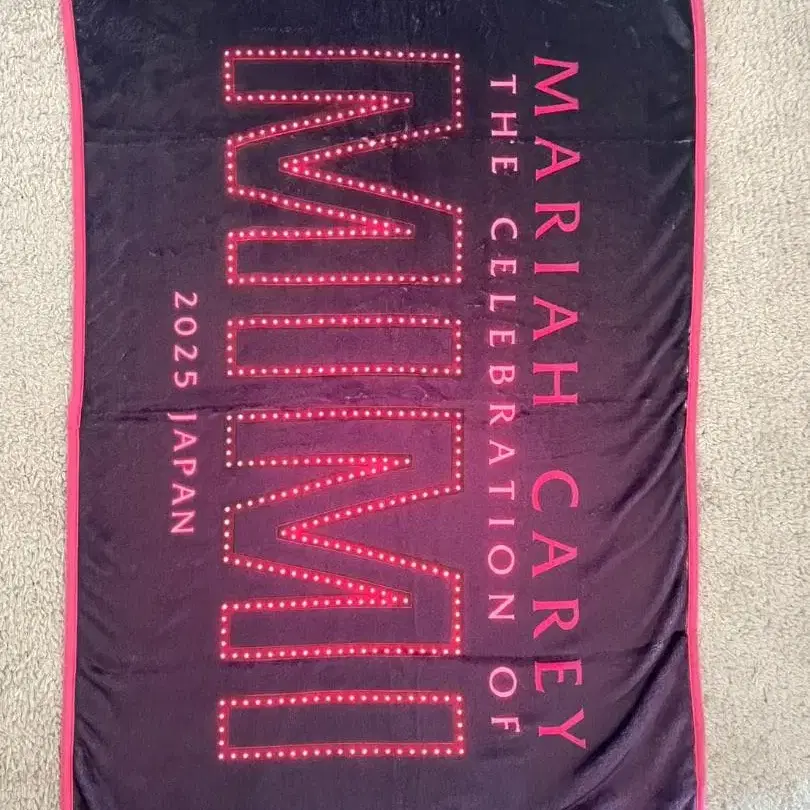 MARIAH CAREY
THE CELEBRATION OF
MIMI
2025 JAPAN